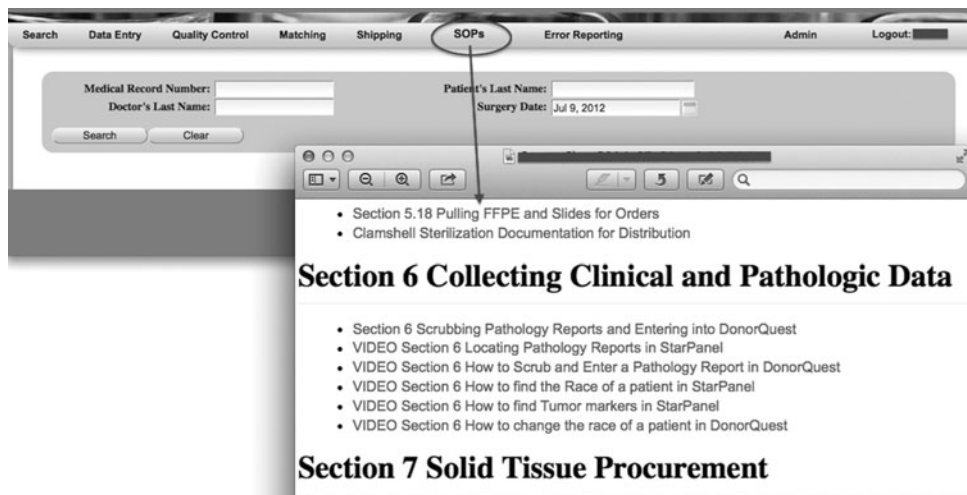 Search Data Entry Quality Control Matching Shipping SOPs Error Reporting Admin Logout:
Medical Record Number: Patient's Last Name:
Doctor's Last Name: Surgery Date: Jul 9, 2012
Search Clear
• Section 5.18 Pulling FFPE and Slides for Orders
• Clamshell Sterilization Documentation for Distribution
Section 6 Collecting Clinical and Pathologic Data
• Section 6 Scrubbing Pathology Reports and Entering into DonorQuest
• VIDEO Section 6 Locating Pathology Reports in StarPanel
• VIDEO Section 6 How to Scrub and Enter a Pathology Report in DonorQuest
• VIDEO Section 6 How to find the Race of a patient in StarPanel
• VIDEO Section 6 How to find Tumor markers in StarPanel
• VIDEO Section 6 How to change the race of a patient in DonorQuest
Section 7 Solid Tissue Procurement